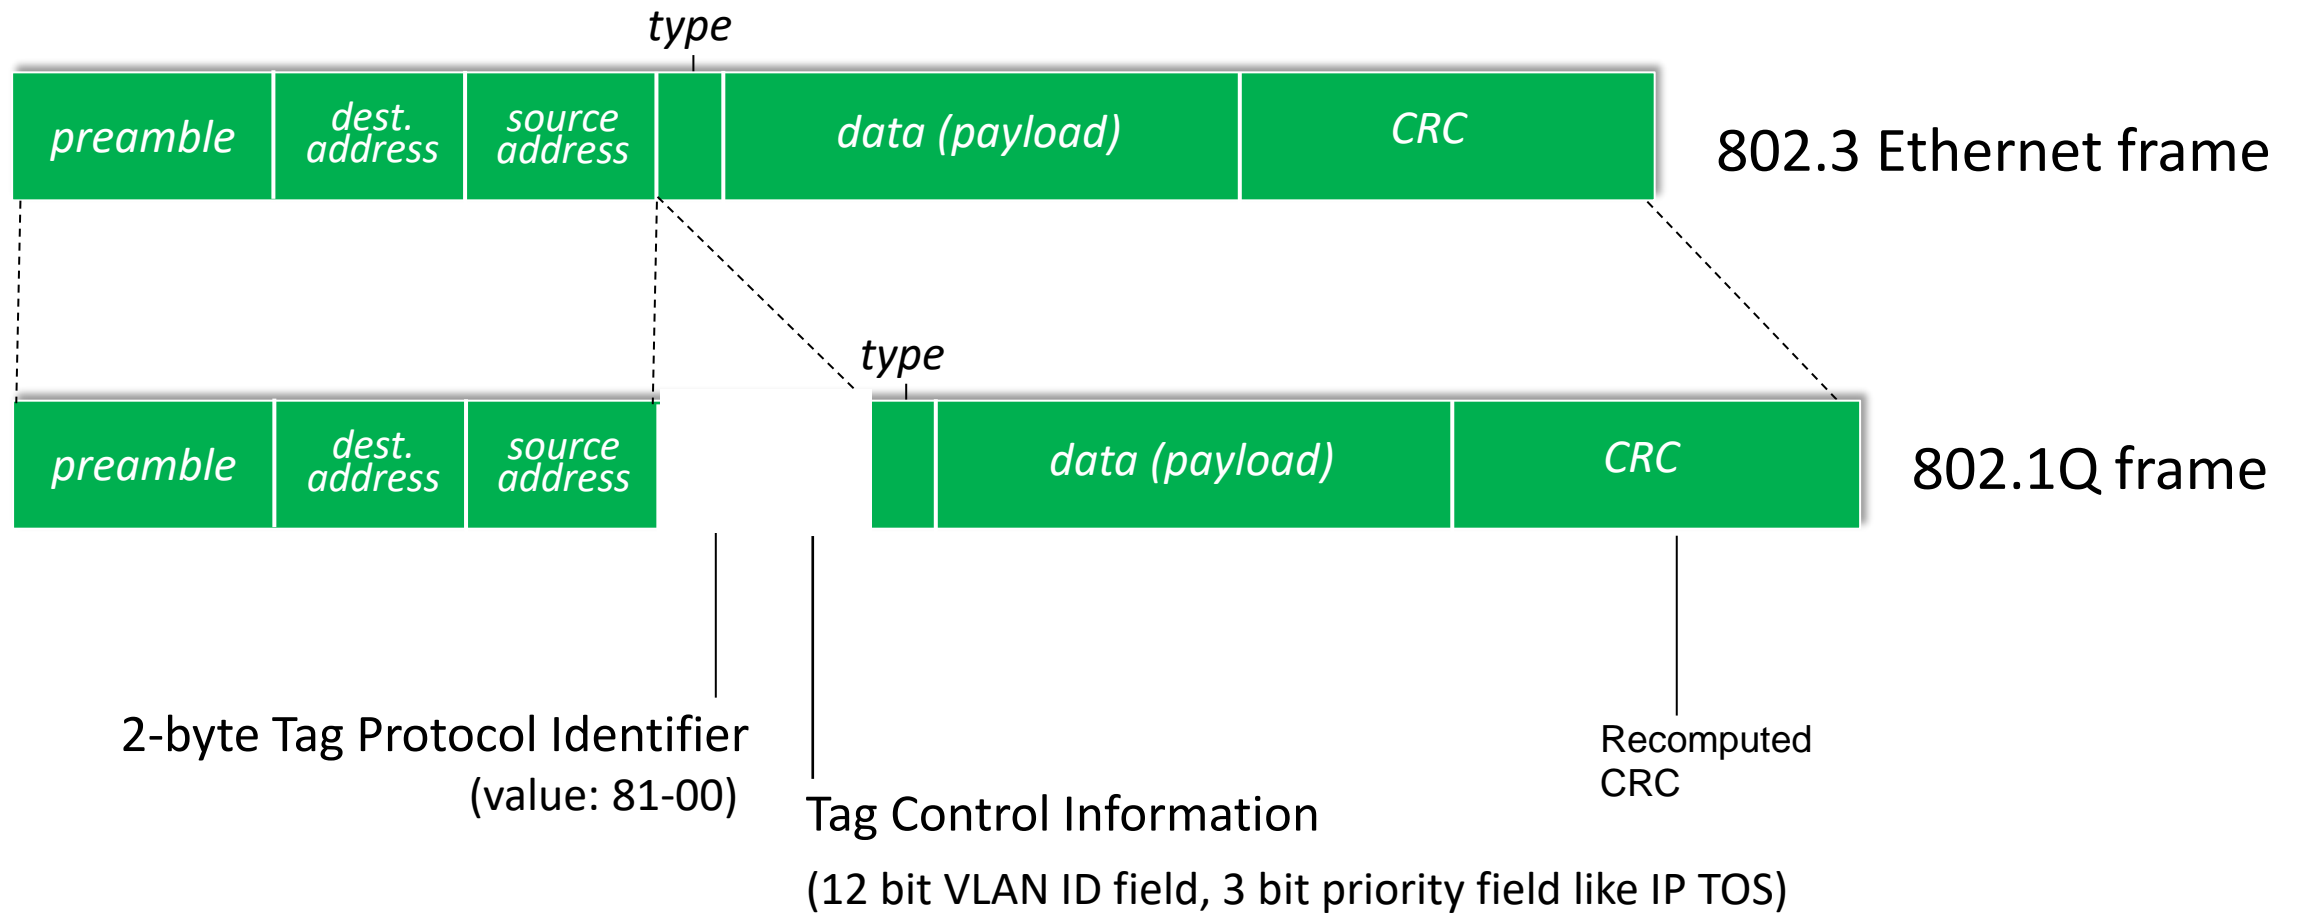 type
preamble
dest.
address
source
address
data (payload)
CRC
802.3 Ethernet frame
type
preamble
dest.
address
source
address
data (payload)
CRC
802.1Q frame
2-byte Tag Protocol Identifier
(value: 81-00)
Recomputed
CRC
Tag Control Information
(12 bit VLAN ID field, 3 bit priority field like IP TOS)